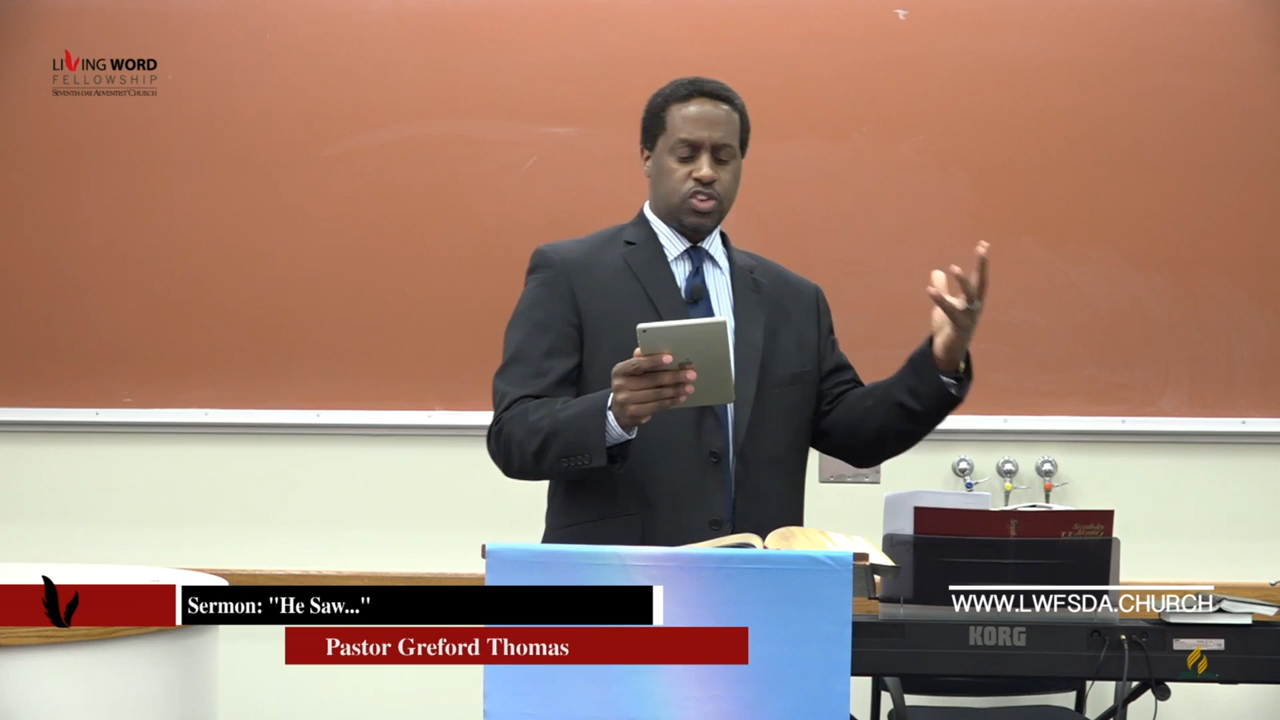 LIVING WORD
FELLOWSHIP
SEVENTH-DAY ADVENTIST CHURCH
Sermon: "He Saw..."
Pastor Greford Thomas
WWW.LWFSDA.CHURCH
KORG